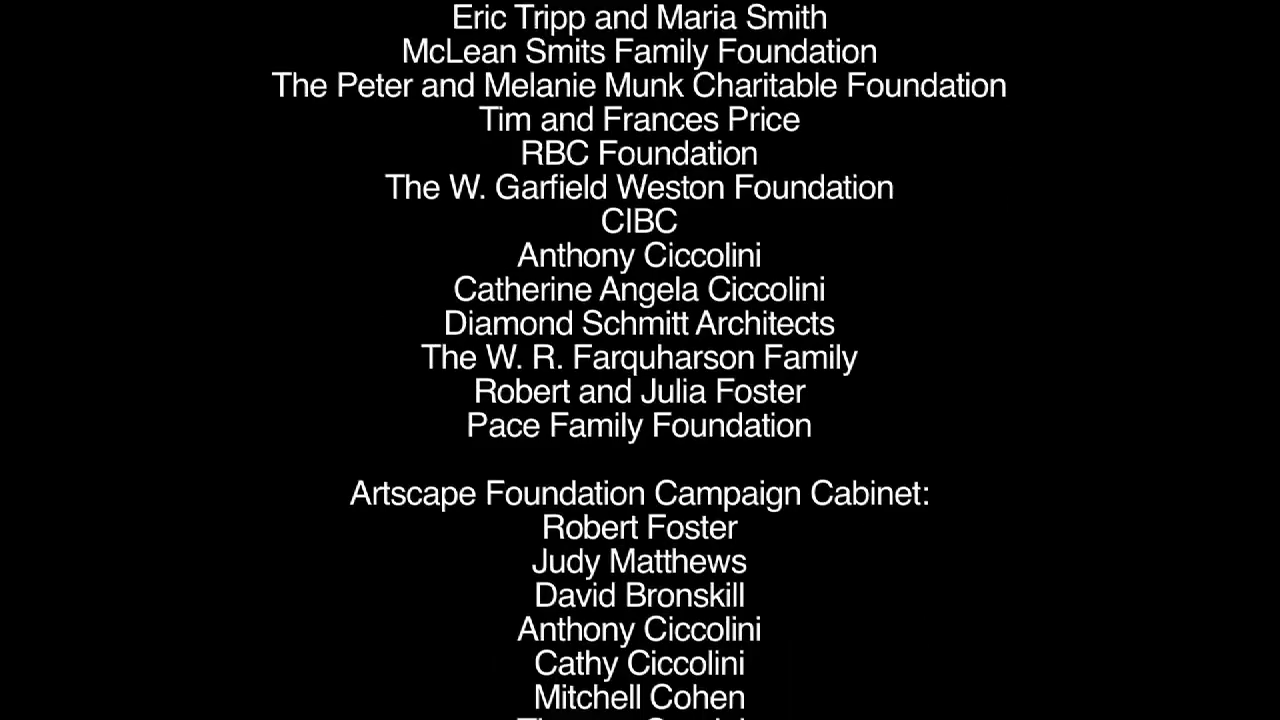 Eric Tripp and Maria Smith
McLean Smits Family Foundation
The Peter and Melanie Munk Charitable Foundation
Tim and Frances Price
RBC Foundation
The W. Garfield Weston Foundation
CIBC
Anthony Ciccolini
Catherine Angela Ciccolini
Diamond Schmitt Architects
The W. R. Farquharson Family
Robert and Julia Foster
Pace Family Foundation
Artscape Foundation Campaign Cabinet:
Robert Foster
Judy Matthews
David Bronskill
Anthony Ciccolini
Cathy Ciccolini
Mitchell Cohen